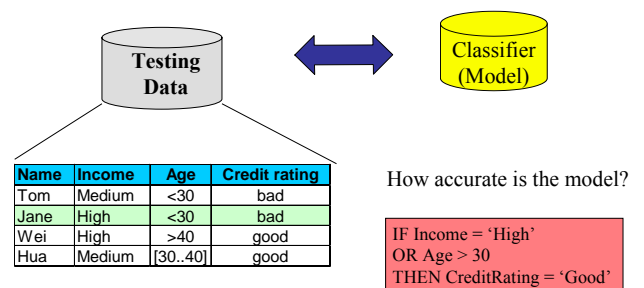 Testing
Data
Classifier
(Model)
Name Income Age Credit rating
Tom Medium <30 bad
Jane High <30 bad
Wei High >40 good
Hua Medium [30..40] good
How accurate is the model?
IF Income = ‘High’
OR Age > 30
THEN CreditRating = ‘Good’